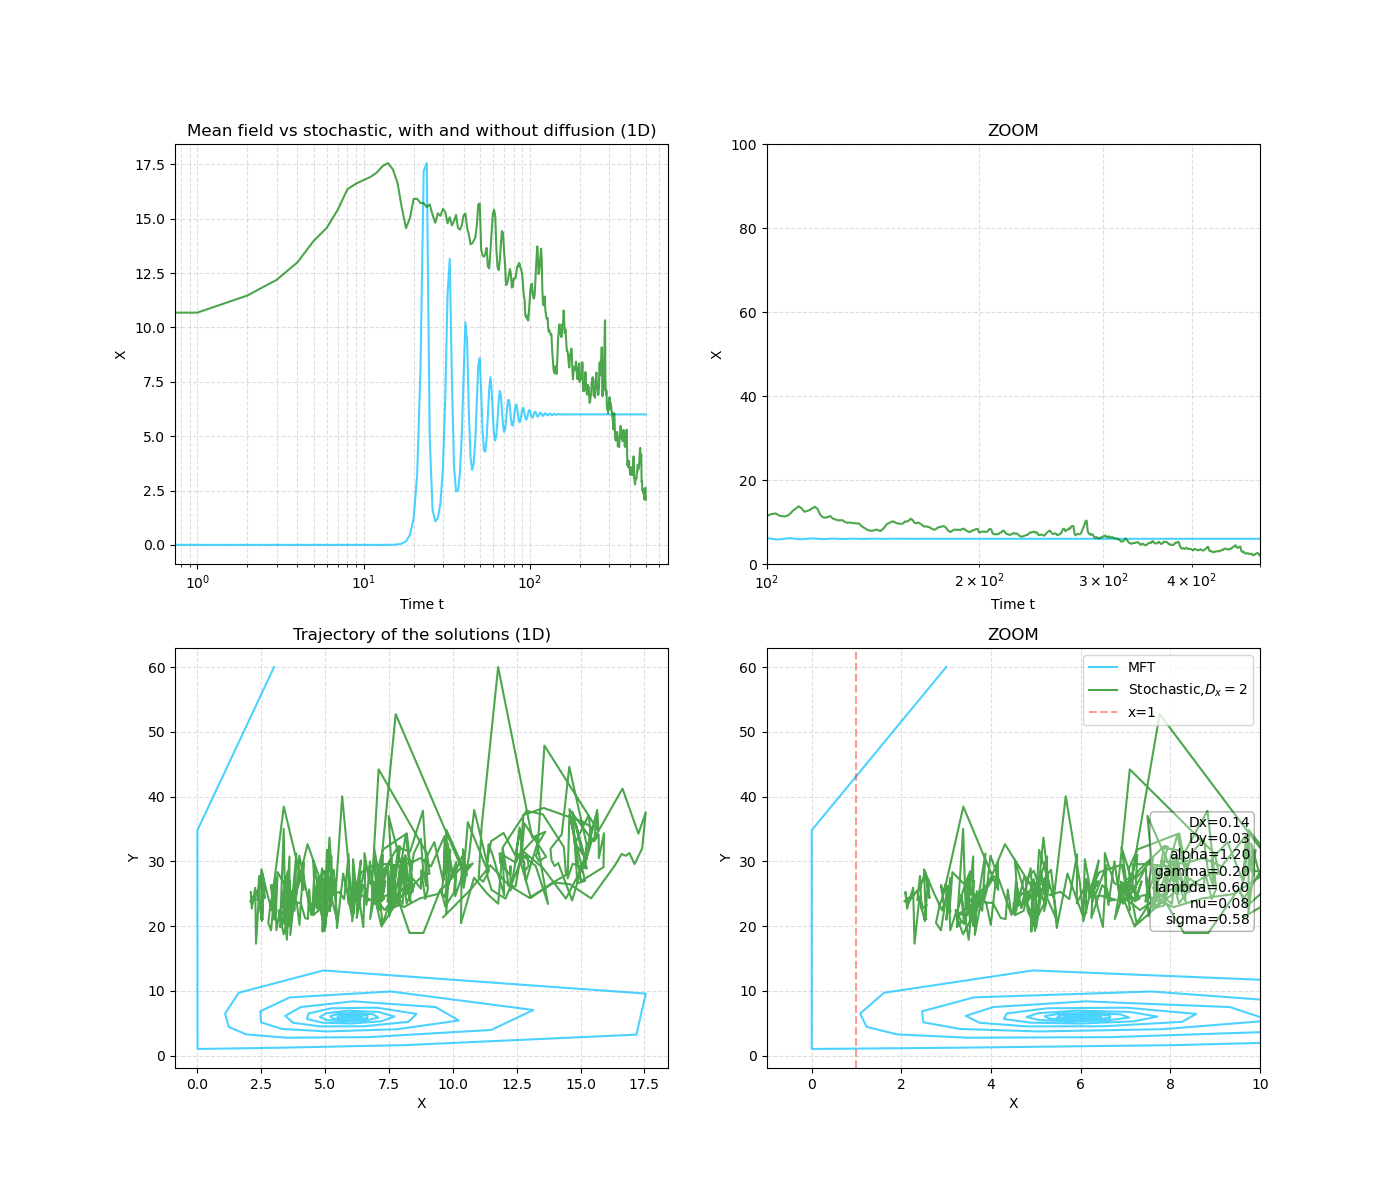 Mean field vs stochastic, with and without diffusion (1D)
17.5
15.0
12.5
10.0
7.5
5.0
2.5
0.0
X
10⁰
10¹
10²
Time t
ZOOM
100
80
60
40
20
0
X
10²
2 × 10²
3 × 10²
4 × 10²
Time t
Trajectory of the solutions (1D)
60
50
40
30
20
10
0
Y
0.0
2.5
5.0
7.5
10.0
12.5
15.0
17.5
X
ZOOM
60
50
40
30
20
10
0
Y
MFT
Stochastic,Dₓ = 2
x=1
Dx=0.14
Dy=0.03
alpha=1.20
gamma=0.20
lambda=0.60
nu=0.08
sigma=0.58
0
2
4
6
8
10
X